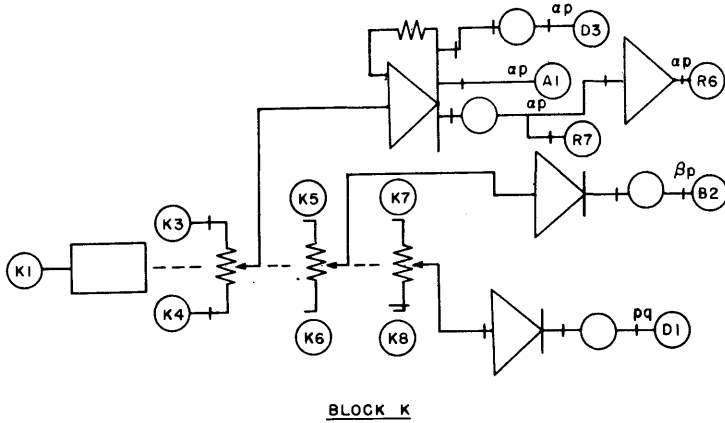 αp
D3
αp
A1
αp
αp
R6
R7
βp
B2
K5
K7
K3
K1
K4
K6
K8
pq
D1
BLOCK K